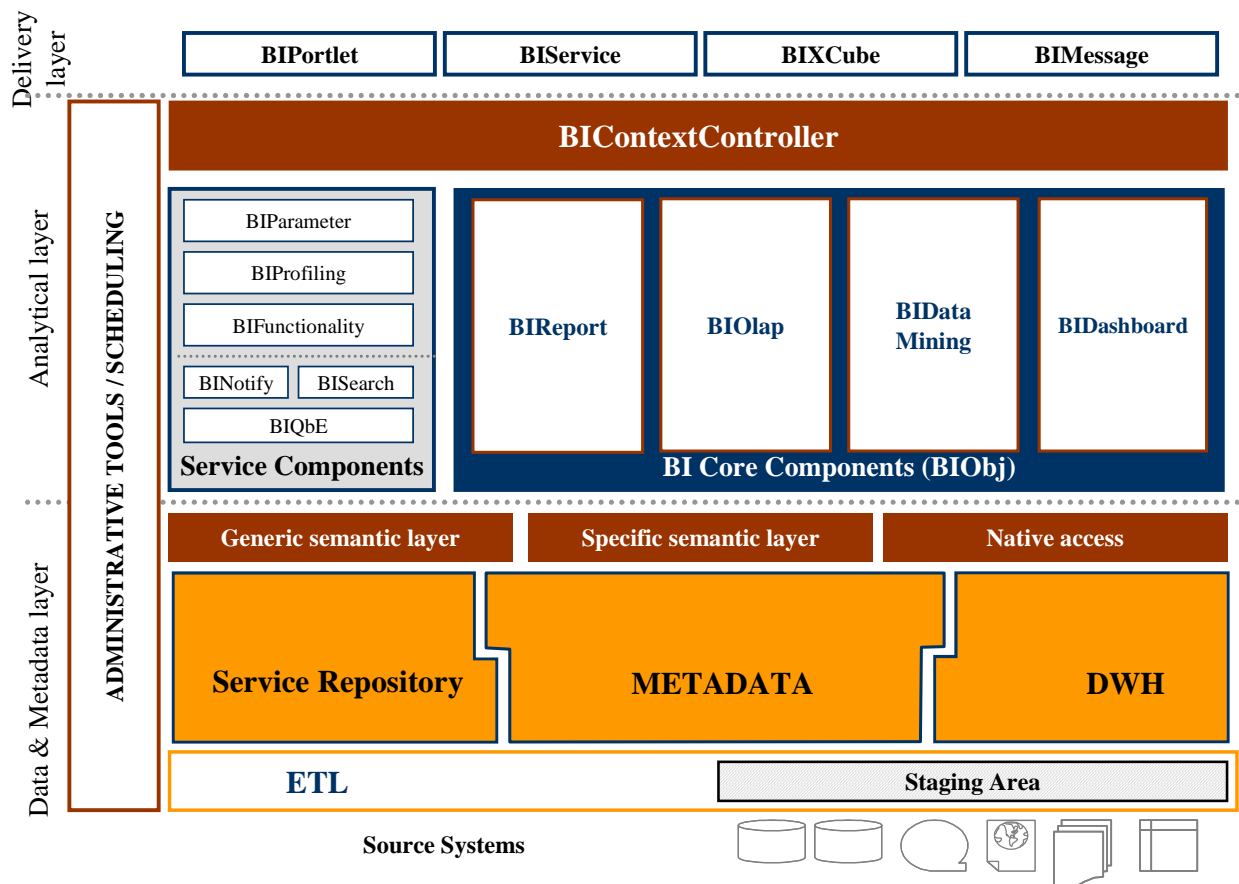 Delivery
layer
BIPortlet
BIService
BIXCube
BIMessage
ADMINISTRATIVE TOOLS / SCHEDULING
BIContextController
Analytical layer
BIParameter
BIProfiling
BIFunctionality
BINotify
BISearch
BIQbE
Service Components
BIReport
BIOlap
BIData
Mining
BIDashboard
BI Core Components (BIObj)
Data & Metadata layer
Generic semantic layer
Specific semantic layer
Native access
Service Repository
METADATA
DWH
ETL
Staging Area
Source Systems